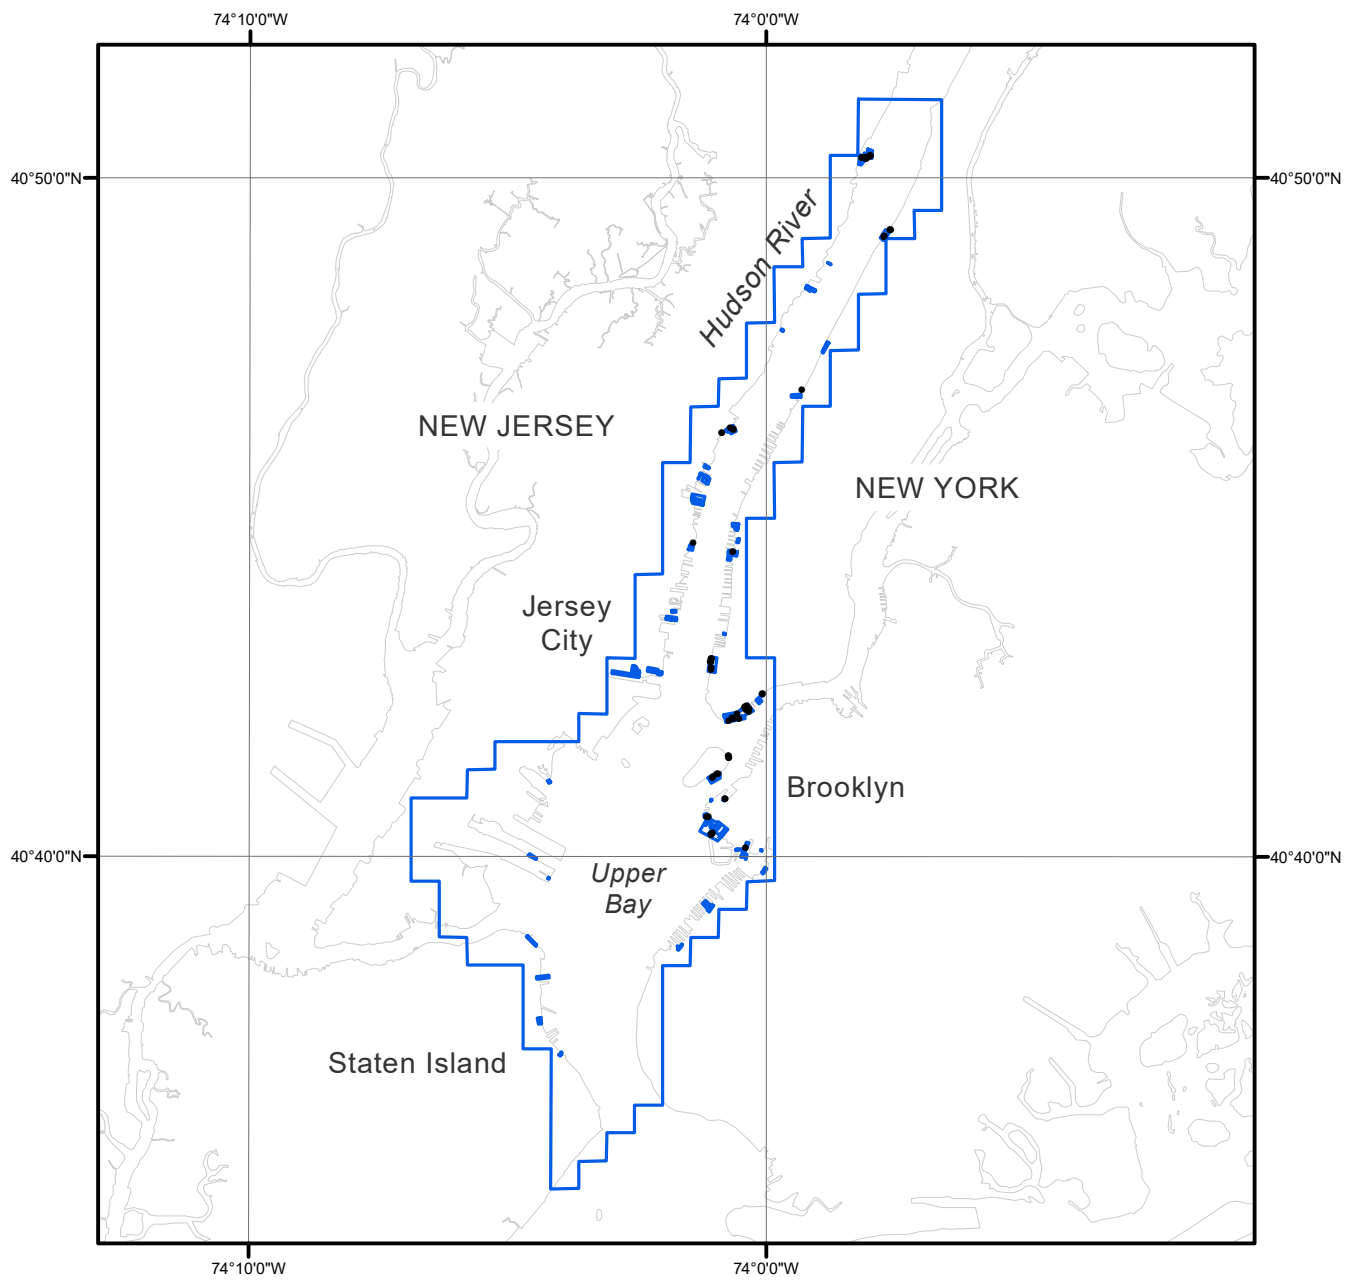 74°10'0"W
74°0'0"W
40°50'0"N
40°50'0"N
Hudson River
NEW JERSEY
NEW YORK
Jersey
City
Brooklyn
40°40'0"N
40°40'0"N
Upper
Bay
Staten Island
74°10'0"W
74°0'0"W